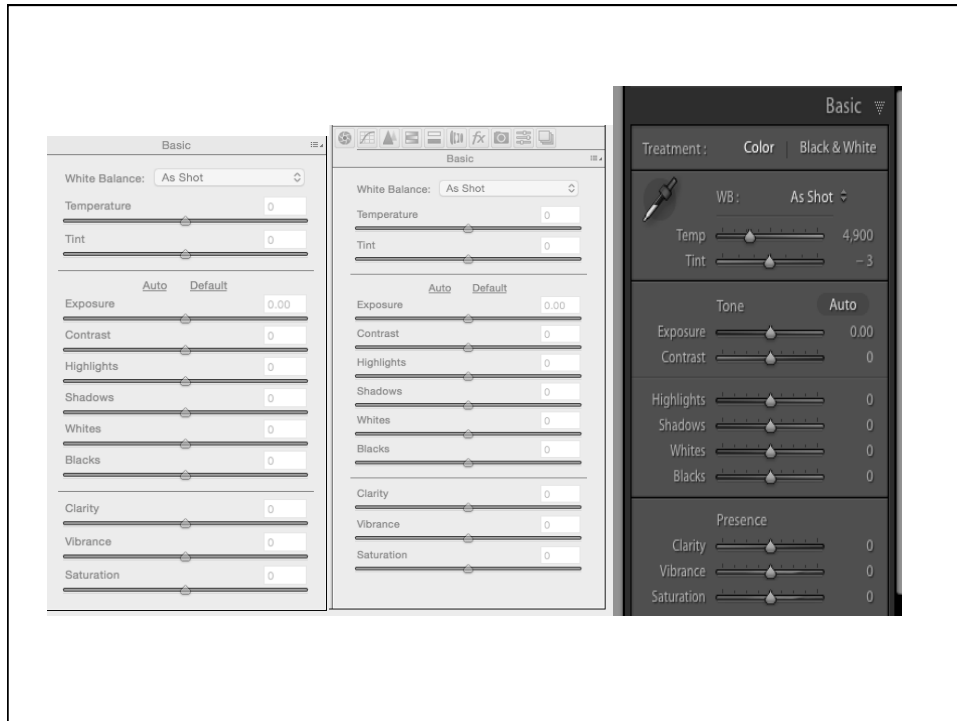 Basic
White Balance: As Shot
Temperature 0
Tint 0
Auto Default
Exposure 0.00
Contrast 0
Highlights 0
Shadows 0
Whites 0
Blacks 0
Clarity 0
Vibrance 0
Saturation 0
fx
Basic
White Balance: As Shot
Temperature 0
Tint 0
Auto Default
Exposure 0.00
Contrast 0
Highlights 0
Shadows 0
Whites 0
Blacks 0
Clarity 0
Vibrance 0
Saturation 0
Basic
Treatment : Color | Black & White
WB : As Shot
Temp 4,900
Tint – 3
Tone Auto
Exposure 0.00
Contrast 0
Highlights 0
Shadows 0
Whites 0
Blacks 0
Presence
Clarity 0
Vibrance 0
Saturation 0